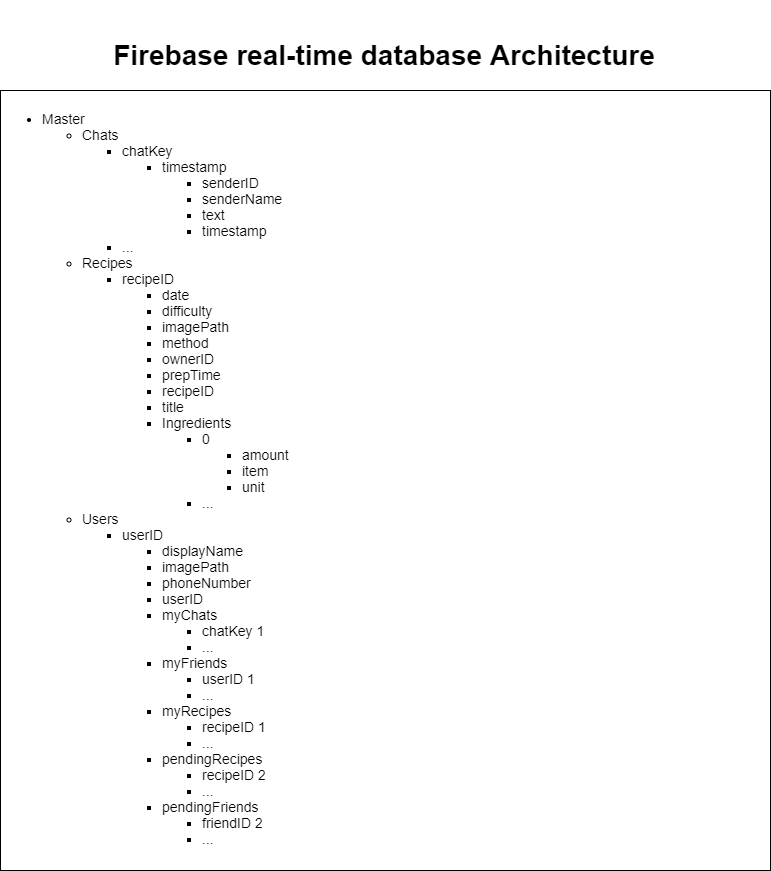 Firebase real-time database Architecture
Master
Chats
chatKey
timestamp
senderID
senderName
text
timestamp
...
Recipes
recipeID
date
difficulty
imagePath
method
ownerID
prepTime
recipeID
title
Ingredients
0
amount
item
unit
...
Users
userID
displayName
imagePath
phoneNumber
userID
myChats
chatKey 1
...
myFriends
userID 1
...
myRecipes
recipeID 1
...
pendingRecipes
recipeID 2
...
pendingFriends
friendID 2
...